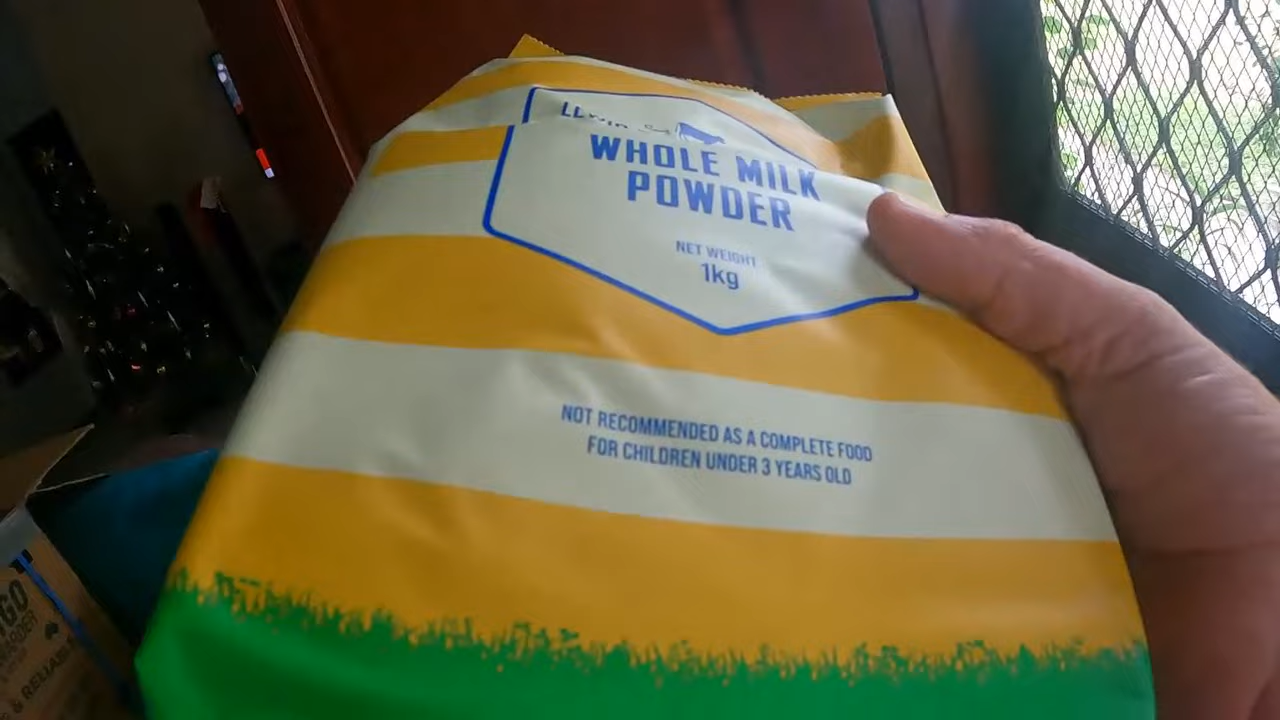 WHOLE MILK
POWDER
NET WEIGHT
1kg
NOT RECOMMENDED AS A COMPLETE FOOD
FOR CHILDREN UNDER 3 YEARS OLD